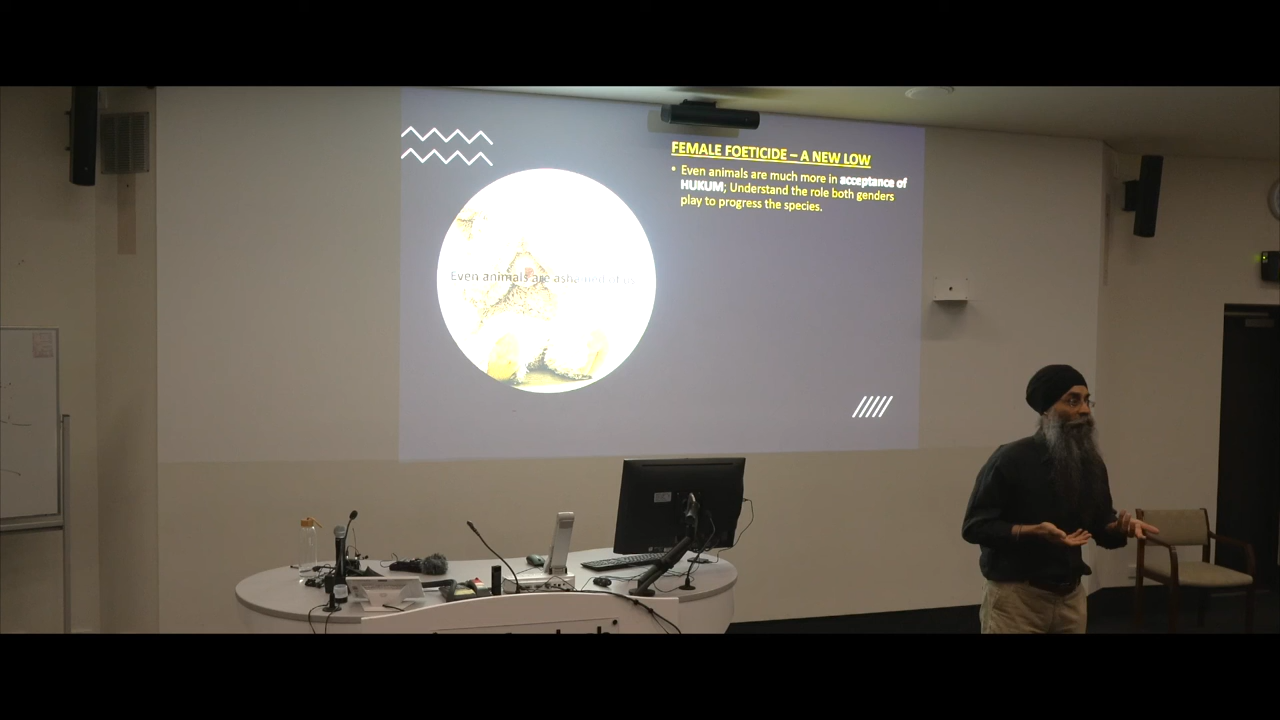 FEMALE FOETICIDE – A NEW LOW
• Even animals are much more in acceptance of
HUKUM; Understand the role both genders
play to progress the species.
Even animals are ashamed of us